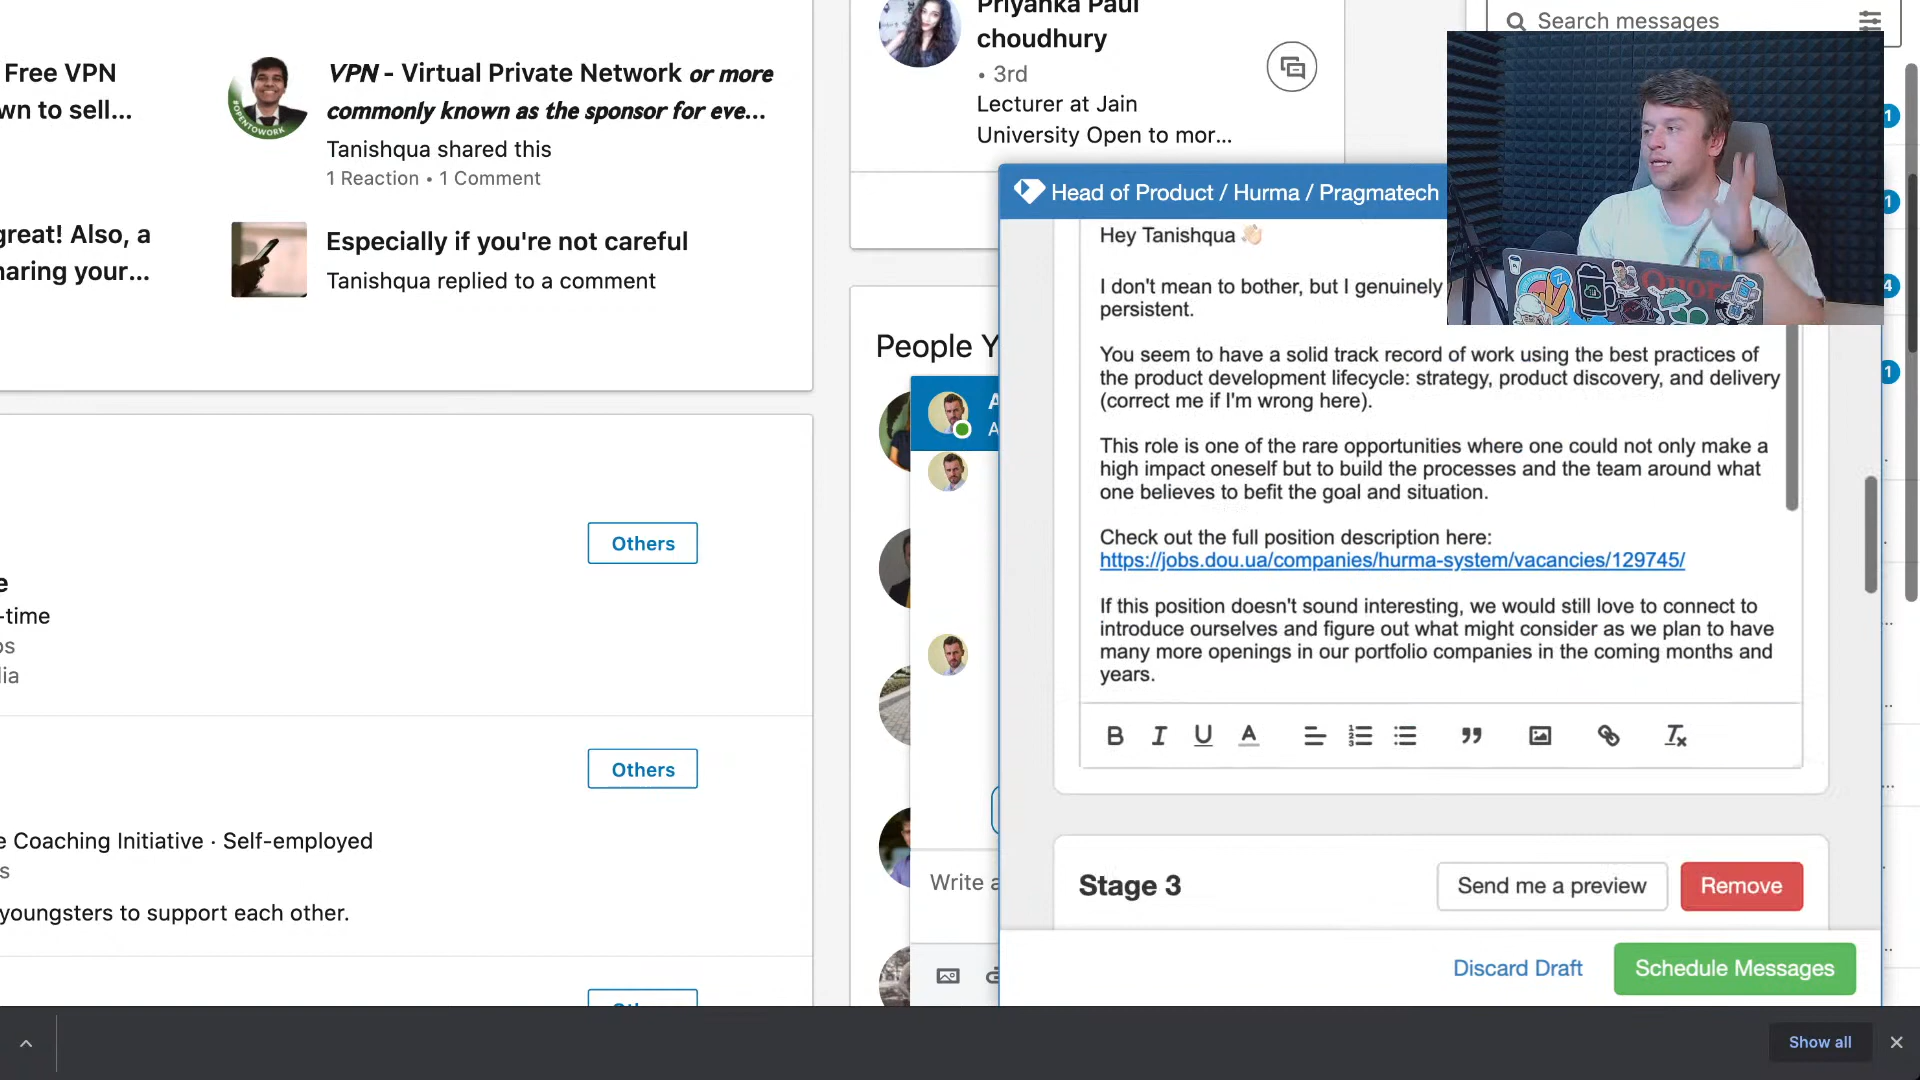 Free VPN
wn to sell...
VPN - Virtual Private Network or more
commonly known as the sponsor for eve...
Tanishqua shared this
1 Reaction • 1 Comment
#OPENTOWORK
great! Also, a
haring your...
Especially if you're not careful
Tanishqua replied to a comment
Others
e
-time
os
lia
Others
e Coaching Initiative · Self-employed
s
youngsters to support each other.
Priyanka Paul
choudhury
• 3rd
Lecturer at Jain
University Open to mor...
People Y
A
A
Write a
Search messages
1
1
4
1
Head of Product / Hurma / Pragmatech
Hey Tanishqua 👋🏻
I don't mean to bother, but I genuinely
persistent.
You seem to have a solid track record of work using the best practices of
the product development lifecycle: strategy, product discovery, and delivery
(correct me if I'm wrong here).
This role is one of the rare opportunities where one could not only make a
high impact oneself but to build the processes and the team around what
one believes to befit the goal and situation.
Check out the full position description here:
https://jobs.dou.ua/companies/hurma-system/vacancies/129745/
If this position doesn't sound interesting, we would still love to connect to
introduce ourselves and figure out what might consider as we plan to have
many more openings in our portfolio companies in the coming months and
years.
B I U A
Stage 3
Send me a preview
Remove
Discard Draft
Schedule Messages
Show all